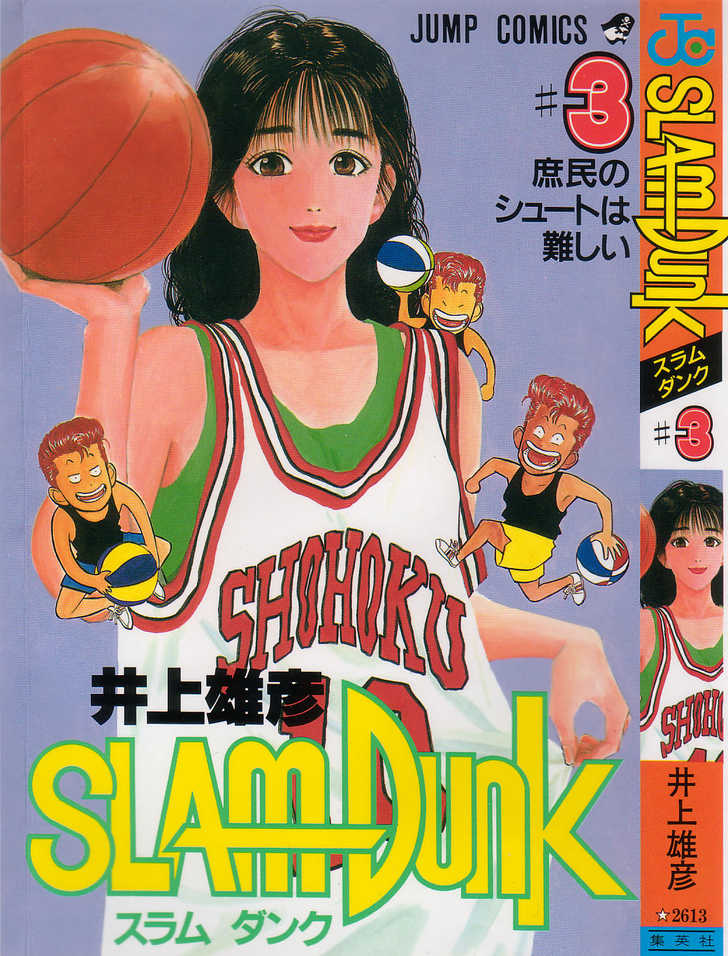 JUMP COMICS
#3
庶民の
シュートは
難しい
SHOHOKU
10
井上雄彦
SLAM DUNK
スラム ダンク
JC
SLAM DUNK
スラム
ダンク
#3
SHOHO
井上雄彦
☆2613
集英社